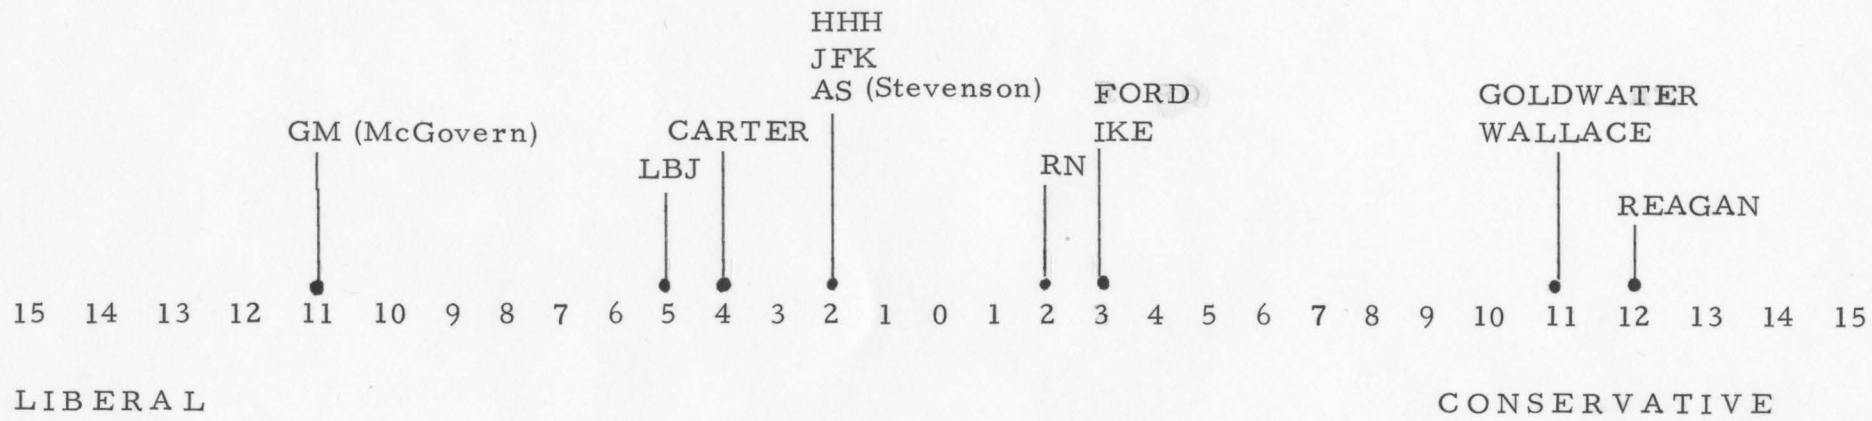 HHH
JFK
AS (Stevenson)
FORD
IKE
GOLDWATER
WALLACE
GM (McGovern)
CARTER
LBJ
RN
REAGAN
15 14 13 12 11 10 9 8 7 6 5 4 3 2 1 0 1 2 3 4 5 6 7 8 9 10 11 12 13 14 15
LIBERAL
CONSERVATIVE